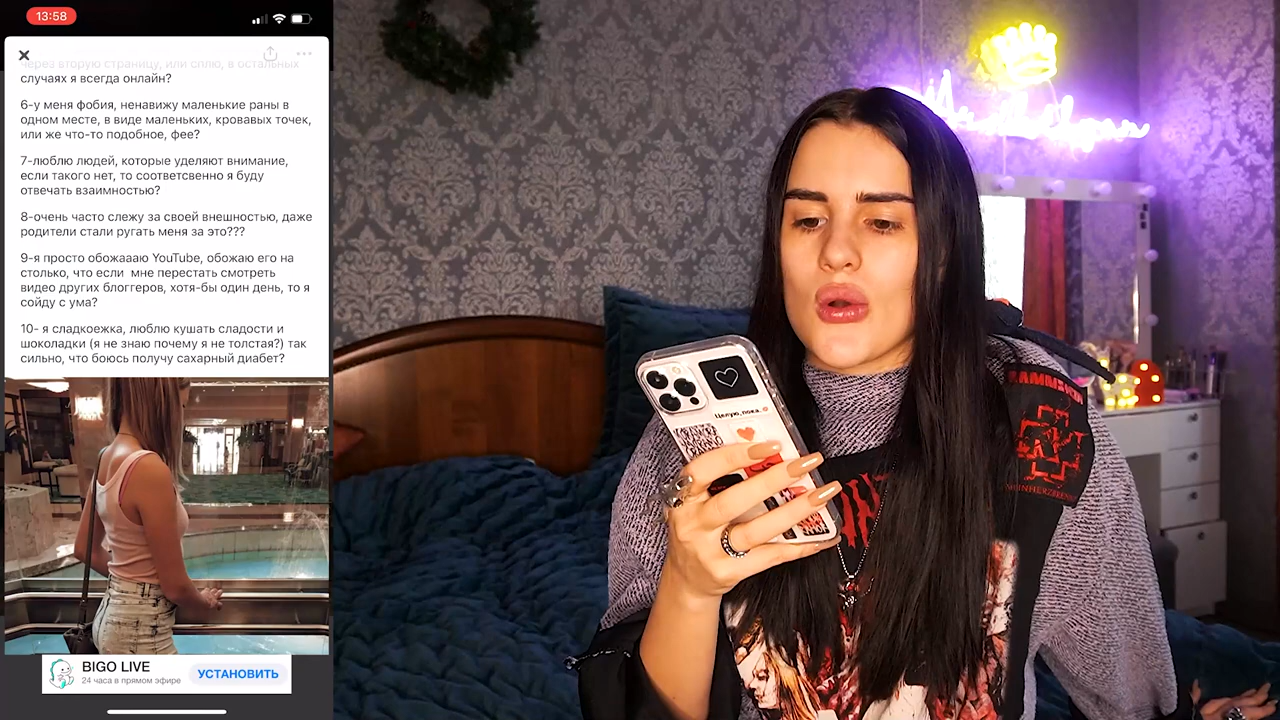 13:58
через вторую страницу, или сплю, в остальных
случаях я всегда онлайн?
6-у меня фобия, ненавижу маленькие раны в
одном месте, в виде маленьких, кровавых точек,
или же что-то подобное, фее?
7-люблю людей, которые уделяют внимание,
если такого нет, то соответсвенно я буду
отвечать взаимностью?
8-очень часто слежу за своей внешностью, даже
родители стали ругать меня за это???
9-я просто обожаааю YouTube, обожаю его на
столько, что если мне перестать смотреть
видео других блоггеров, хотя-бы один день, то я
сойду с ума?
10- я сладкоежка, люблю кушать сладости и
шоколадки (я не знаю почему я не толстая?) так
сильно, что боюсь получу сахарный диабет?
BIGO LIVE
24 часа в прямом эфире
УСТАНОВИТЬ
Целую, пока.
RAMMSTEIN